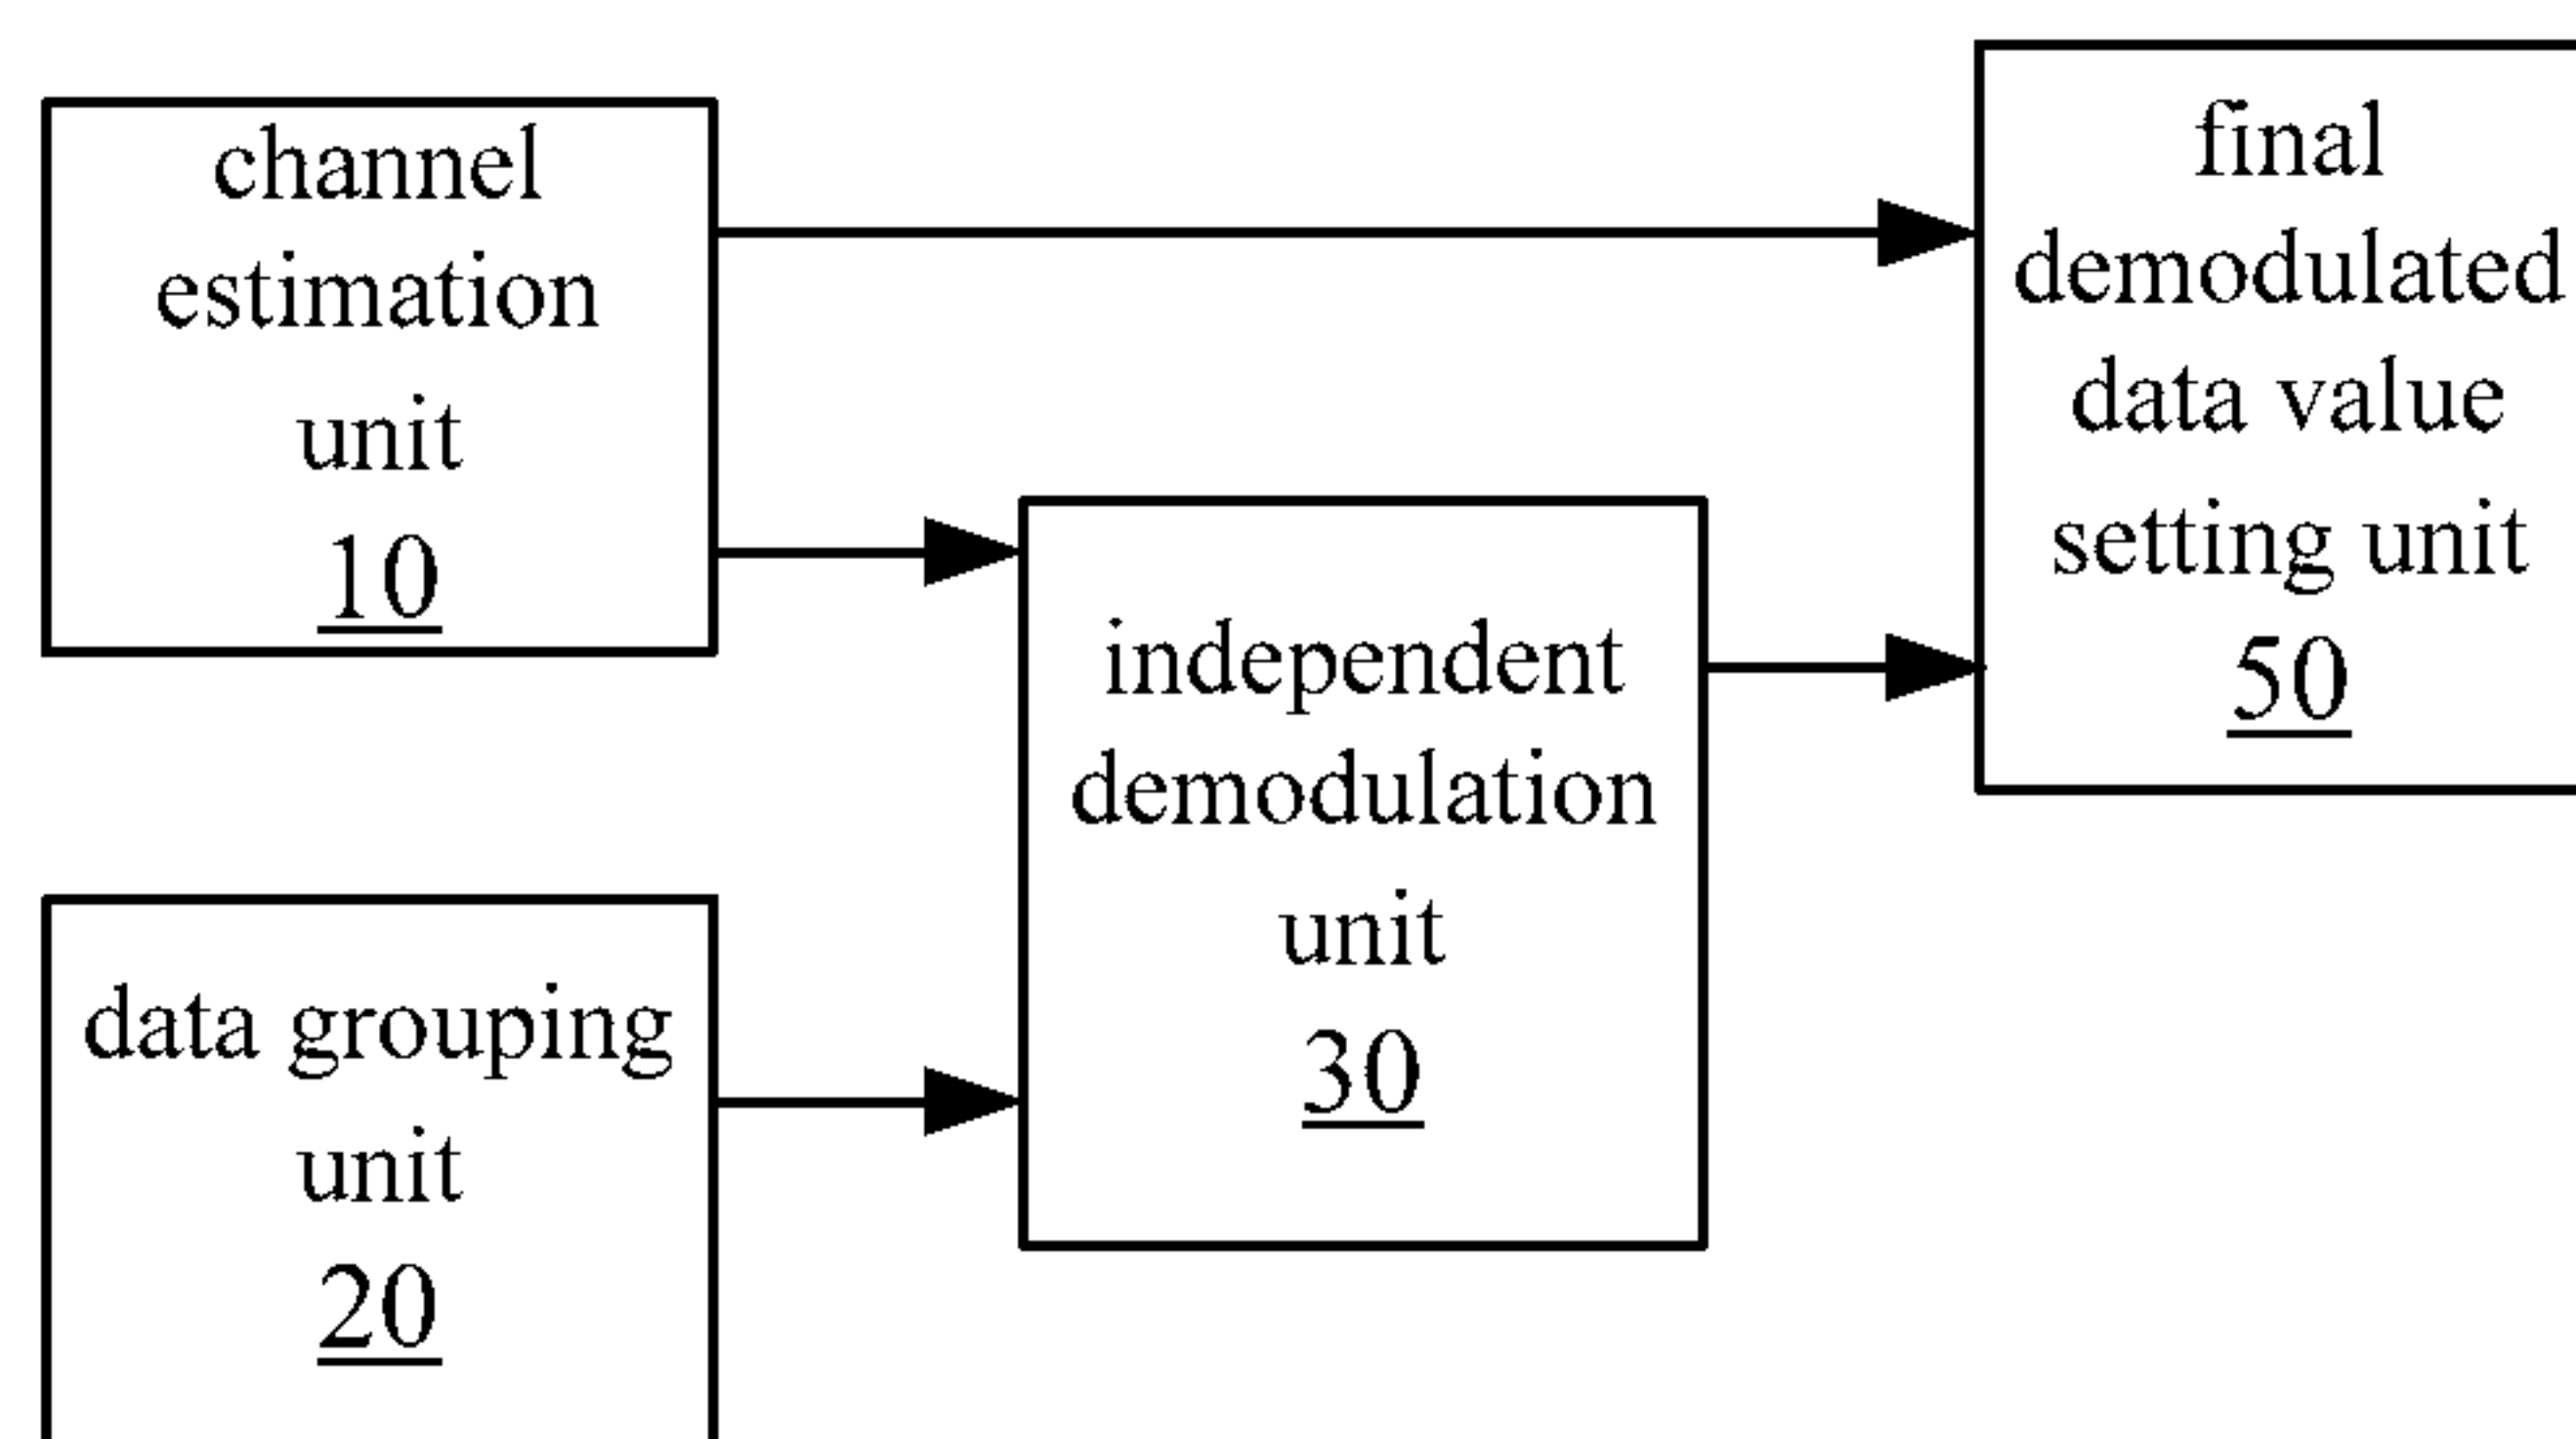 channel
estimation
unit
10
final
demodulated
data value
setting unit
50
independent
demodulation
unit
30
data grouping
unit
20